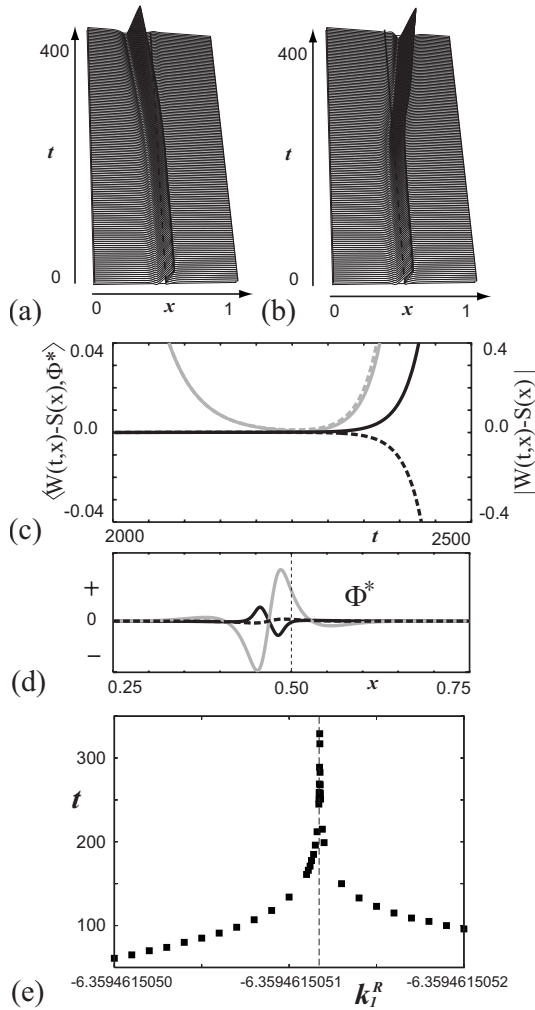 400
t
0
0 x 1
(a)
400
t
0
0 x 1
(b)
⟨W(t,x)-S(x),Φ*⟩
0.04
0.0
-0.04
0.4
0.0
-0.4
|W(t,x)-S(x)|
2000 t 2500
(c)
+
0
−
Φ*
0.25 0.50 x 0.75
(d)
t
300
200
100
-6.3594615050 -6.3594615051 k₁ᴿ -6.3594615052
(e)